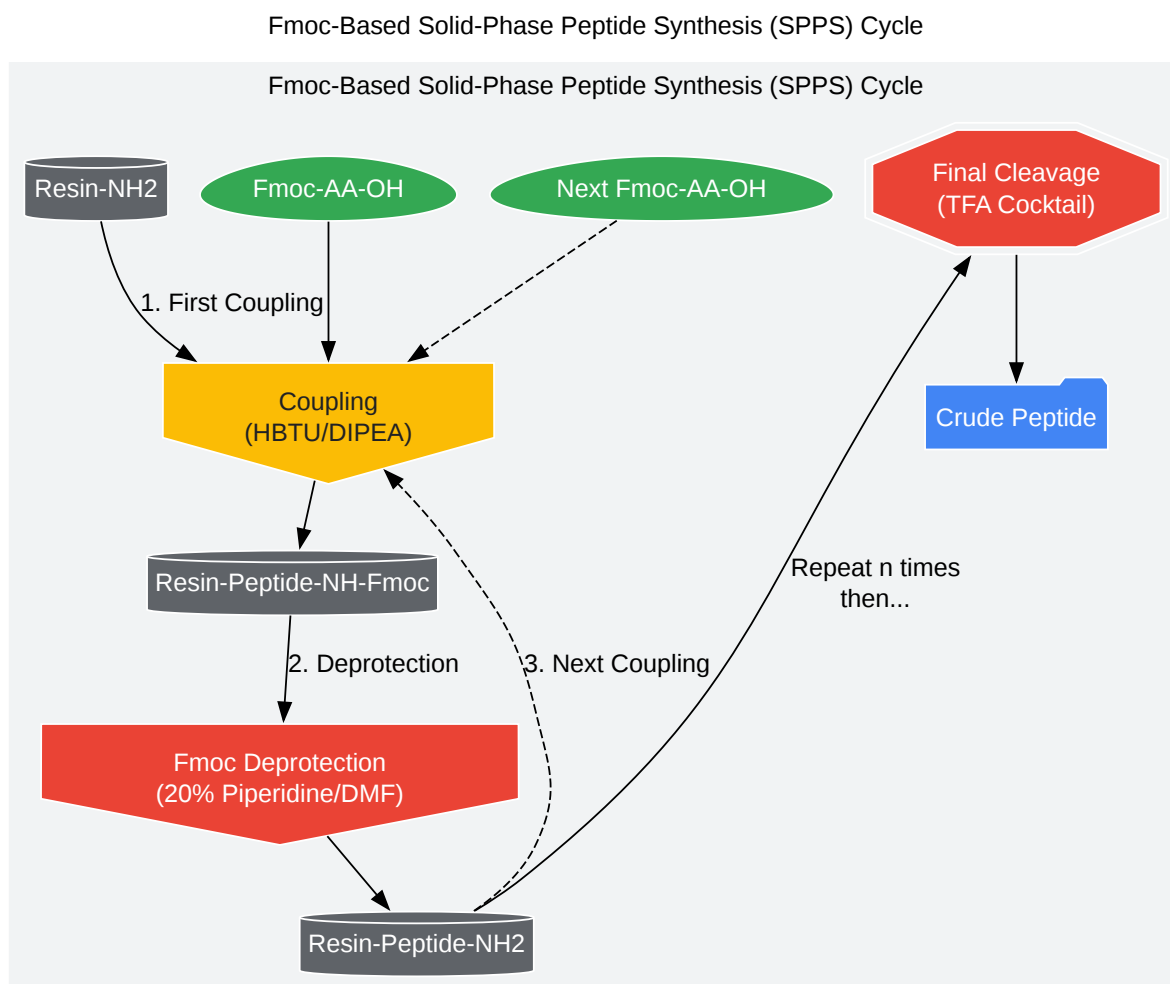 Fmoc-Based Solid-Phase Peptide Synthesis (SPPS) Cycle
Fmoc-Based Solid-Phase Peptide Synthesis (SPPS) Cycle
Resin-NH2
Fmoc-AA-OH
Next Fmoc-AA-OH
Final Cleavage
(TFA Cocktail)
1. First Coupling
Coupling
(HBTU/DIPEA)
Crude Peptide
Resin-Peptide-NH-Fmoc
Repeat n times
then...
2. Deprotection
3. Next Coupling
Fmoc Deprotection
(20% Piperidine/DMF)
Resin-Peptide-NH2